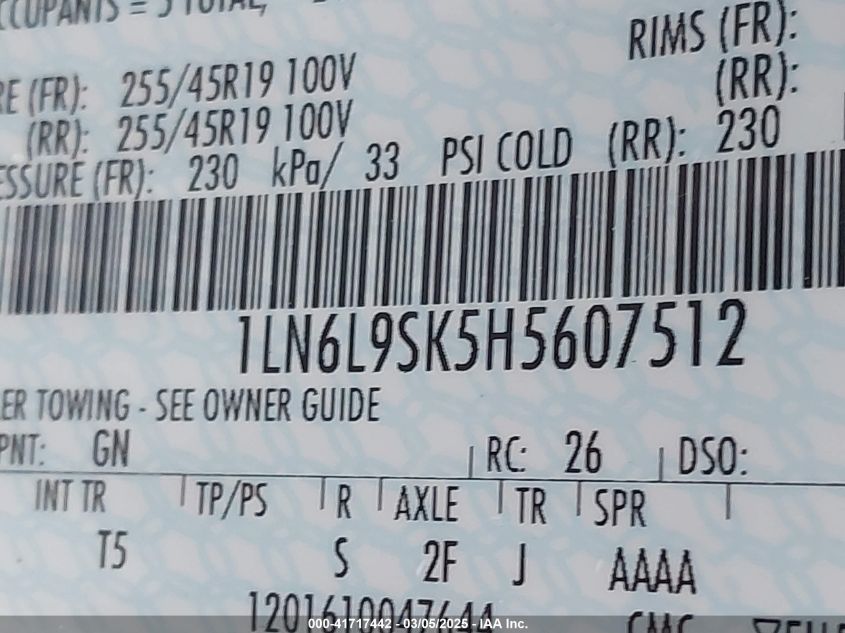 CCUPANTS = 5 TOTAL,
RIMS (FR):
RE (FR): 255/45R19 100V
(RR):
(RR): 255/45R19 100V
ESSURE (FR): 230 kPa/ 33 PSI COLD (RR): 230
1LN6L9SK5H5607512
ER TOWING - SEE OWNER GUIDE
PNT: GN RC: 26 DSO:
INT TR TP/PS R AXLE TR SPR
T5 S 2F J AAAA
1201610047644
000-41717442 - 03/05/2025 - IAA Inc.